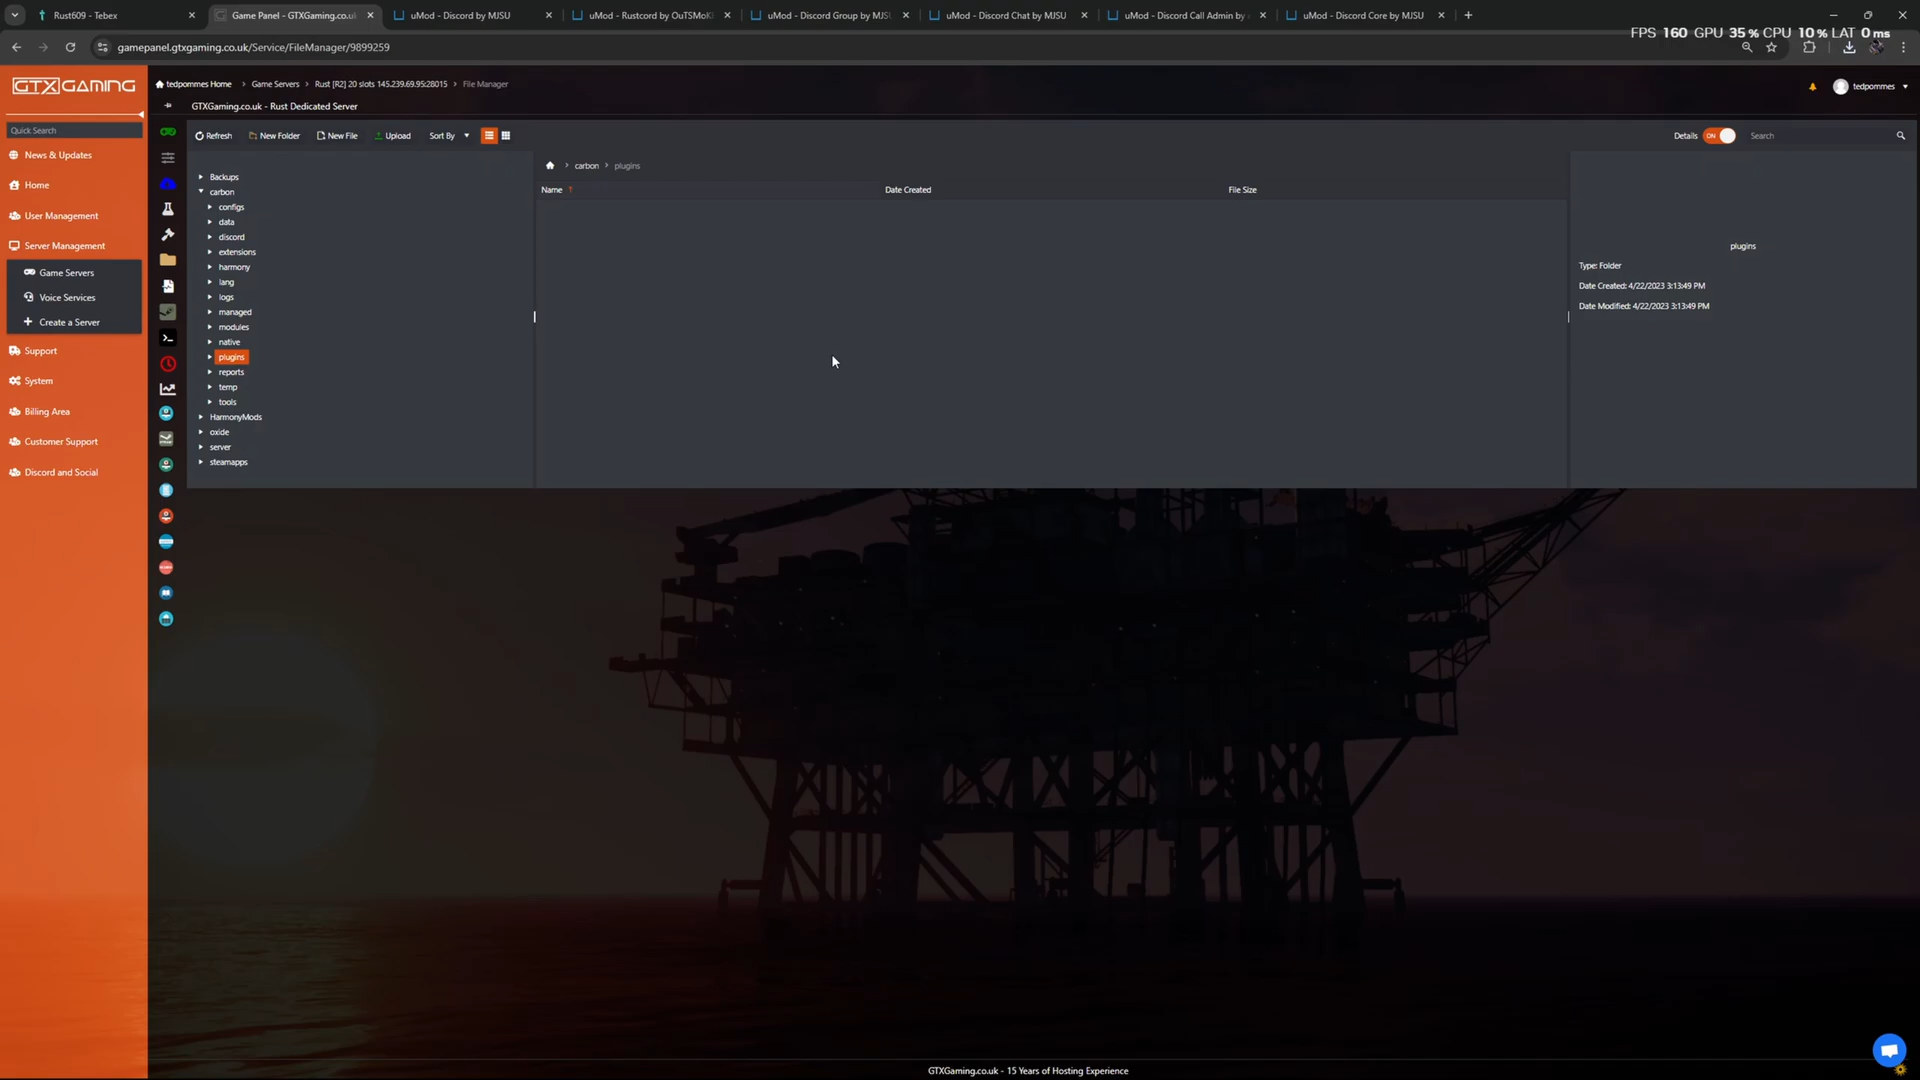 Rust609 - Tebex
Game Panel - GTXGaming.co.uk
uMod - Discord by MJSU
uMod - Rustcord by OuTSMoKE
uMod - Discord Group by MJSU
uMod - Discord Chat by MJSU
uMod - Discord Call Admin by
uMod - Discord Core by MJSU
FPS 160 GPU 35 % CPU 10 % LAT 0 ms
gamepanel.gtxgaming.co.uk/Service/FileManager/9899259
GTXGAMING
tedpommes Home > Game Servers > Rust [R2] 20 slots 145.239.69.95:28015 > File Manager
tedpommes
GTXGaming.co.uk - Rust Dedicated Server
Quick Search
News & Updates
Home
User Management
Server Management
Game Servers
Voice Services
Create a Server
Support
System
Billing Area
Customer Support
Discord and Social
Refresh
New Folder
New File
Upload
Sort By
Details
ON
Search
Backups
carbon
configs
data
discord
extensions
harmony
lang
logs
managed
modules
native
plugins
reports
temp
tools
HarmonyMods
oxide
server
steamapps
> carbon > plugins
Name
Date Created
File Size
plugins
Type: Folder
Date Created: 4/22/2023 3:13:49 PM
Date Modified: 4/22/2023 3:13:49 PM
GTXGaming.co.uk - 15 Years of Hosting Experience